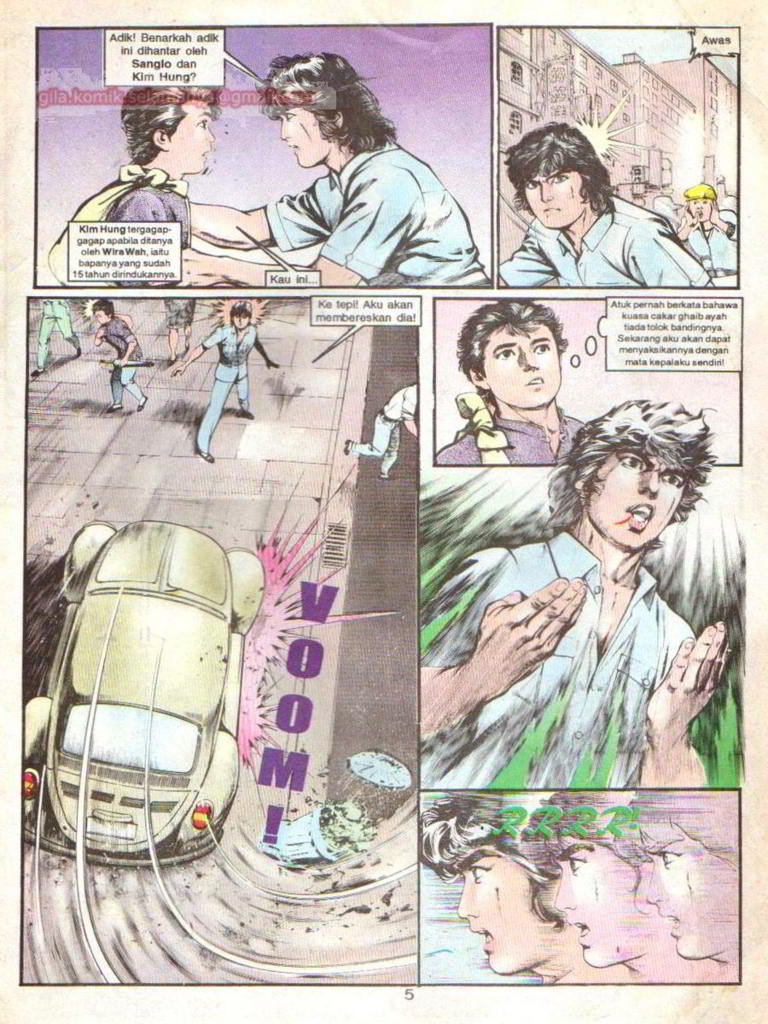 Adik! Benarkah adik
ini dihantar oleh
Sanglo dan
Kim Hung?
Kim Hung tergagap-
gagap apabila ditanya
oleh Wira Wah, iaitu
bapanya yang sudah
15 tahun dirindukannya.
Kau ini...
Awas
Ke tepi! Aku akan
membereskan dia!
VOOM!
Atuk pernah berkata bahawa
kuasa cakar ghaib ayah
tiada tolok bandingnya.
Sekarang aku akan dapat
menyaksikannya dengan
mata kepalaku sendiri!
R.R.R.R!
5